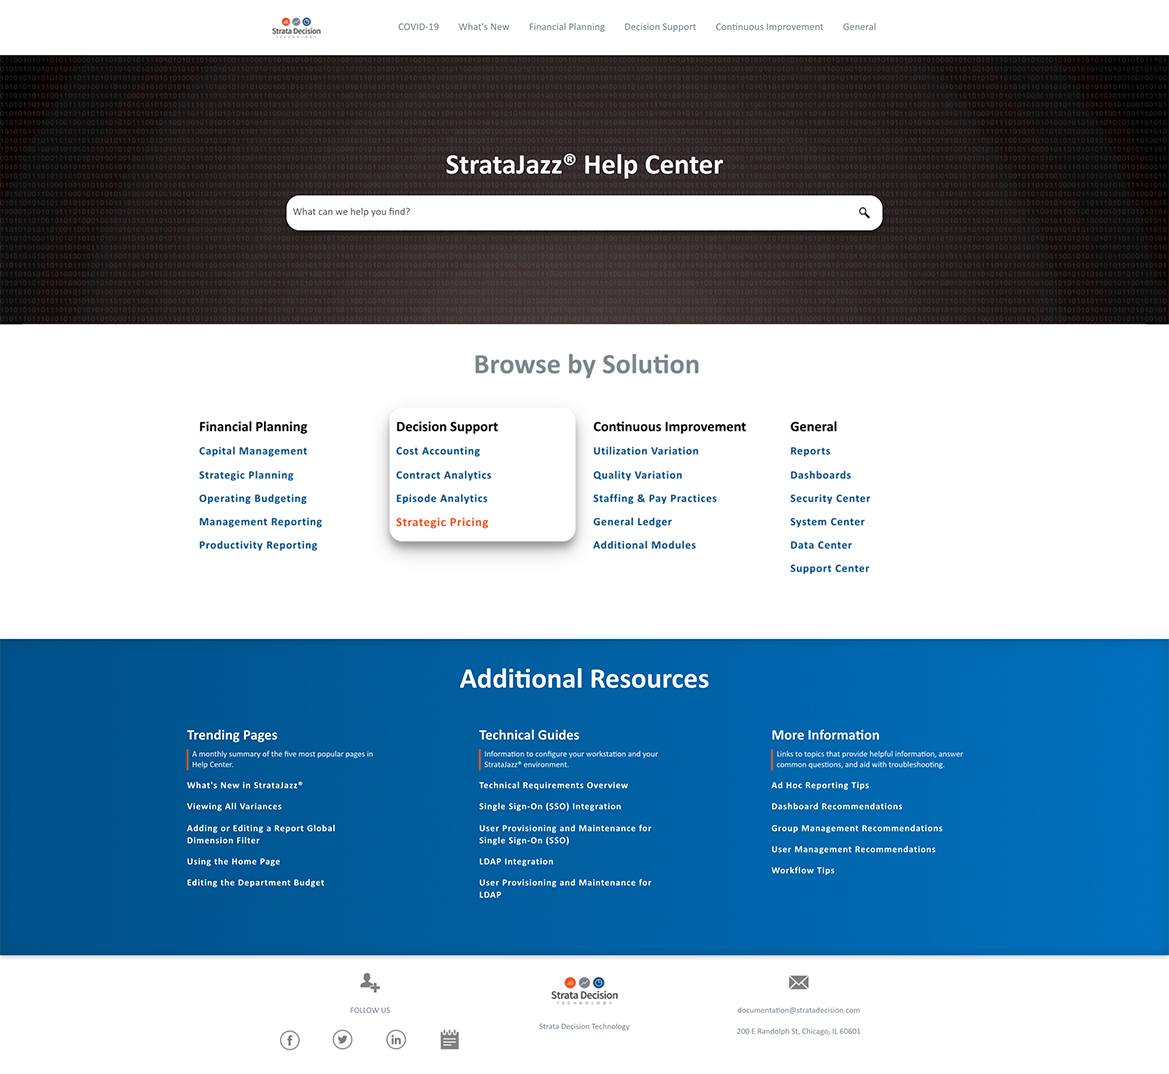 Strata Decision
TECHNOLOGY
COVID-19
What's New
Financial Planning
Decision Support
Continuous Improvement
General
StrataJazz® Help Center
What can we help you find?
Browse by Solution
Financial Planning
Capital Management
Strategic Planning
Operating Budgeting
Management Reporting
Productivity Reporting
Decision Support
Cost Accounting
Contract Analytics
Episode Analytics
Strategic Pricing
Continuous Improvement
Utilization Variation
Quality Variation
Staffing & Pay Practices
General Ledger
Additional Modules
General
Reports
Dashboards
Security Center
System Center
Data Center
Support Center
Additional Resources
Trending Pages
A monthly summary of the five most popular pages in
Help Center.
What's New in StrataJazz®
Viewing All Variances
Adding or Editing a Report Global
Dimension Filter
Using the Home Page
Editing the Department Budget
Technical Guides
Information to configure your workstation and your
StrataJazz® environment.
Technical Requirements Overview
Single Sign-On (SSO) Integration
User Provisioning and Maintenance for
Single Sign-On (SSO)
LDAP Integration
User Provisioning and Maintenance for
LDAP
More Information
Links to topics that provide helpful information, answer
common questions, and aid with troubleshooting.
Ad Hoc Reporting Tips
Dashboard Recommendations
Group Management Recommendations
User Management Recommendations
Workflow Tips
FOLLOW US
Strata Decision
TECHNOLOGY
Strata Decision Technology
documentation@stratadecision.com
200 E Randolph St, Chicago, IL 60601